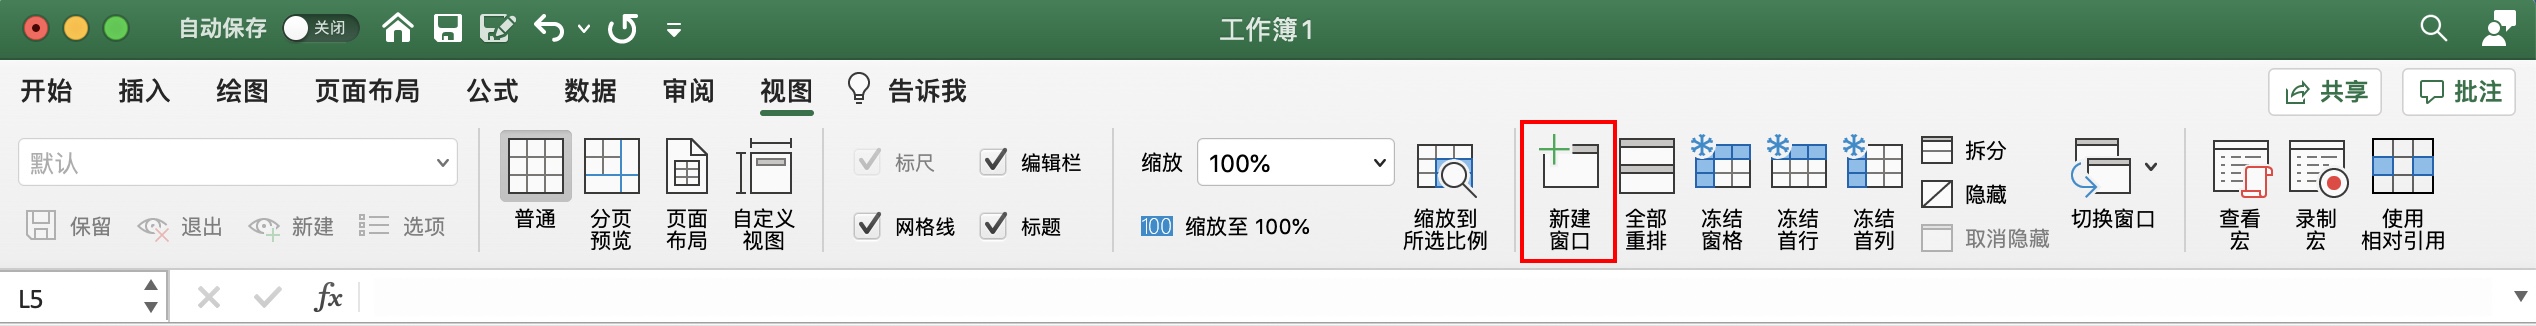 自动保存 关闭 工作簿1
开始 插入 绘图 页面布局 公式 数据 审阅 视图 告诉我 共享 批注
默认
保留 退出 新建 选项
普通
分页
预览
页面
布局
自定义
视图
标尺 编辑栏
网格线 标题
缩放 100%
100 缩放至 100%
缩放到
所选比例
新建
窗口
全部
重排
冻结
窗格
冻结
首行
冻结
首列
拆分
隐藏
取消隐藏
切换窗口
查看
宏
录制
宏
使用
相对引用
L5 fx